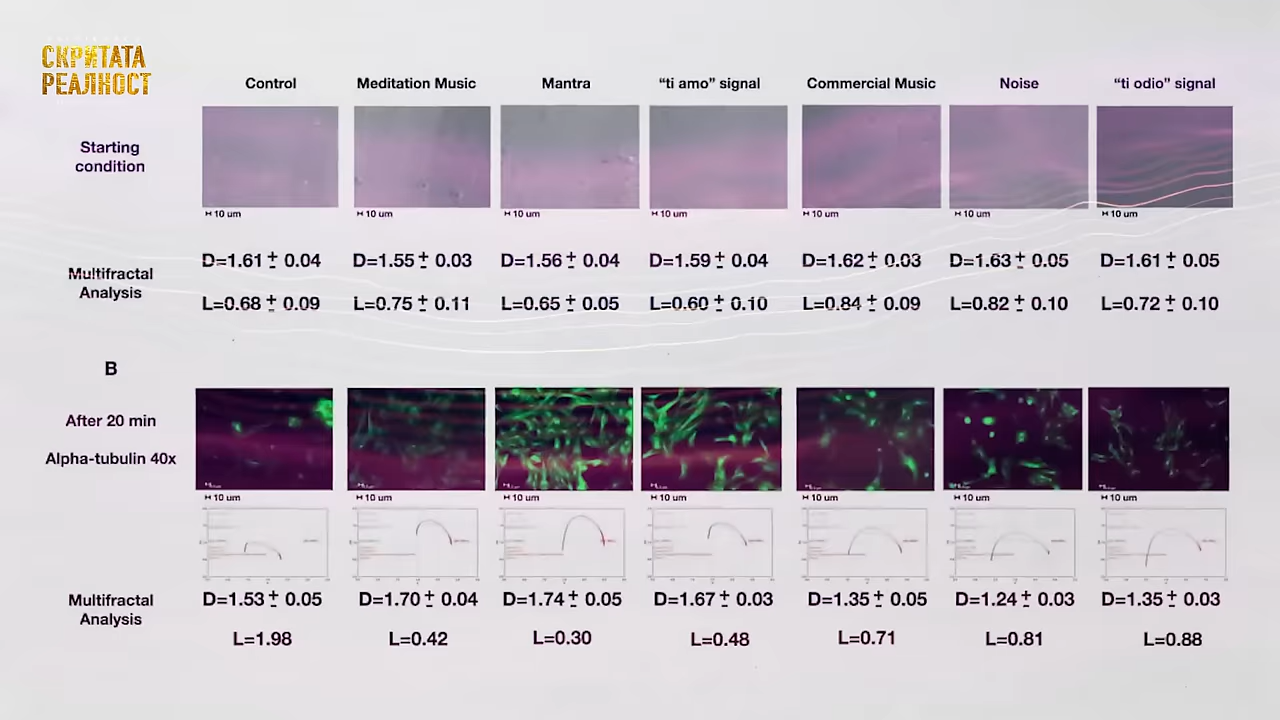 СКРИТАТА
РЕАЛНОСТ
Control Meditation Music Mantra “ti amo” signal Commercial Music Noise “ti odio” signal
Starting
condition
10 um 10 um 10 um 10 um 10 um 10 um 10 um
D=1.61 ± 0.04 D=1.55 ± 0.03 D=1.56 ± 0.04 D=1.59 ± 0.04 D=1.62 ± 0.03 D=1.63 ± 0.05 D=1.61 ± 0.05
Multifractal
Analysis
L=0.68 ± 0.09 L=0.75 ± 0.11 L=0.65 ± 0.05 L=0.60 ± 0.10 L=0.84 ± 0.09 L=0.82 ± 0.10 L=0.72 ± 0.10
B
After 20 min
Alpha-tubulin 40x
10 um 10 um 10 um 10 um 10 um 10 um 10 um
D=1.53 ± 0.05 D=1.70 ± 0.04 D=1.74 ± 0.05 D=1.67 ± 0.03 D=1.35 ± 0.05 D=1.24 ± 0.03 D=1.35 ± 0.03
Multifractal
Analysis
L=1.98 L=0.42 L=0.30 L=0.48 L=0.71 L=0.81 L=0.88